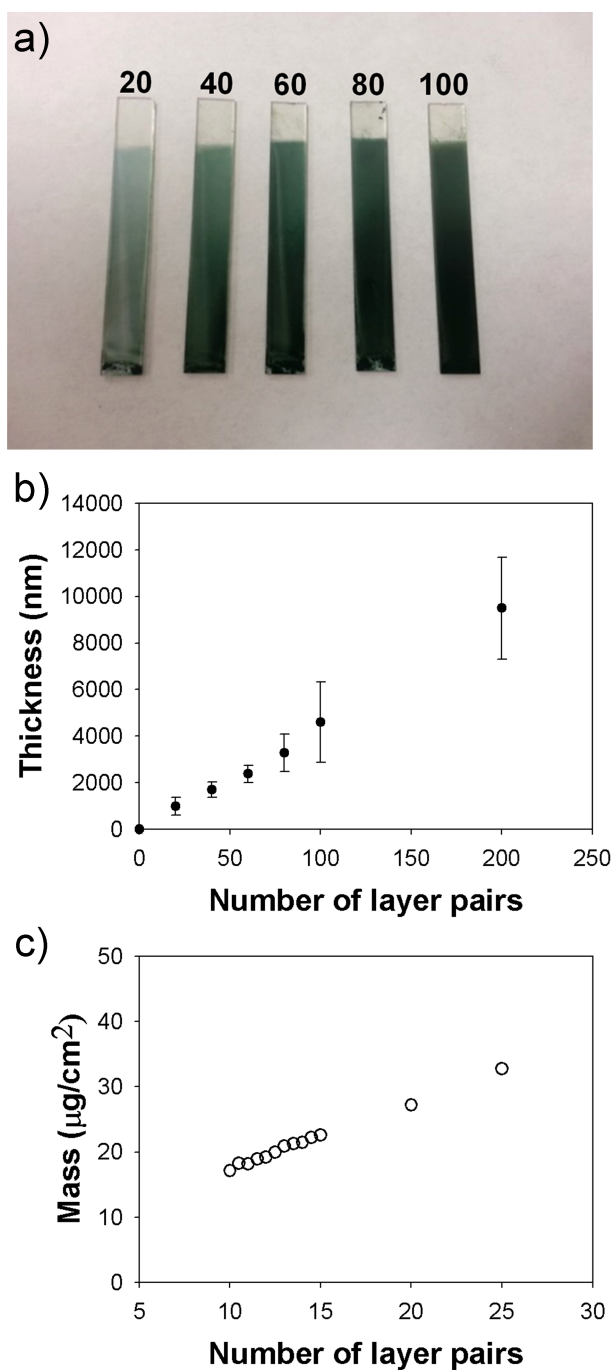 a)
20 40 60 80 100
b)
14000
12000
10000
8000
6000
4000
2000
0
Thickness (nm)
0 50 100 150 200 250
Number of layer pairs
c)
50
40
30
20
10
0
Mass (μg/cm²)
5 10 15 20 25 30
Number of layer pairs